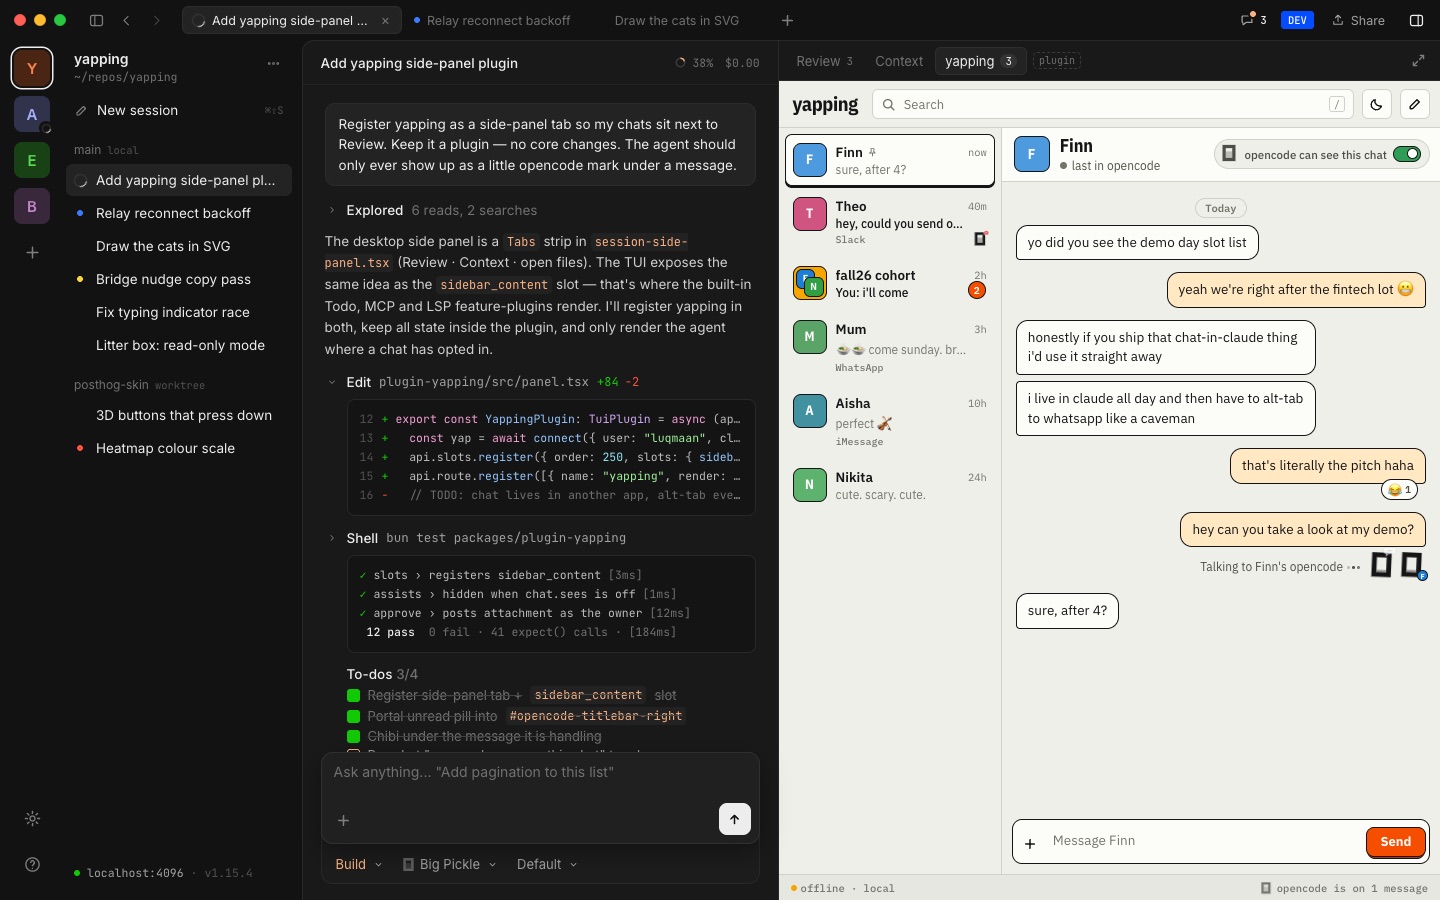 Add yapping side-panel ...
Relay reconnect backoff
Draw the cats in SVG
3
DEV
Share
Y
A
E
B
yapping
~/repos/yapping
New session
⌘⇧S
main local
Add yapping side-panel pl...
Relay reconnect backoff
Draw the cats in SVG
Bridge nudge copy pass
Fix typing indicator race
Litter box: read-only mode
posthog-skin worktree
3D buttons that press down
Heatmap colour scale
localhost:4096 · v1.15.4
Add yapping side-panel plugin
38% $0.00
Register yapping as a side-panel tab so my chats sit next to
Review. Keep it a plugin — no core changes. The agent should
only ever show up as a little opencode mark under a message.
Explored 6 reads, 2 searches
The desktop side panel is a Tabs strip in session-side-
panel.tsx (Review · Context · open files). The TUI exposes the
same idea as the sidebar_content slot — that's where the built-in
Todo, MCP and LSP feature-plugins render. I'll register yapping in
both, keep all state inside the plugin, and only render the agent
where a chat has opted in.
Edit plugin-yapping/src/panel.tsx +84 -2
12 + export const YappingPlugin: TuiPlugin = async (ap…
13 + const yap = await connect({ user: "luqmaan", cl…
14 + api.slots.register({ order: 250, slots: { sideb…
15 + api.route.register([{ name: "yapping", render: …
16 - // TODO: chat lives in another app, alt-tab eve…
Shell bun test packages/plugin-yapping
✓ slots › registers sidebar_content [3ms]
✓ assists › hidden when chat.sees is off [1ms]
✓ approve › posts attachment as the owner [12ms]
12 pass 0 fail · 41 expect() calls · [184ms]
To-dos 3/4
Register side-panel tab + sidebar_content slot
Portal unread pill into #opencode-titlebar-right
Chibi under the message it is handling
Ask anything... "Add pagination to this list"
Build
Big Pickle
Default
Review 3
Context
yapping 3
plugin
yapping
Search
/
F
Finn
now
sure, after 4?
T
Theo
40m
hey, could you send o...
Slack
F
N
fall26 cohort
2h
You: i'll come
2
M
Mum
3h
🍜🍜 come sunday. br...
WhatsApp
A
Aisha
10h
perfect 🎻
iMessage
N
Nikita
24h
cute. scary. cute.
F
Finn
last in opencode
opencode can see this chat
Today
yo did you see the demo day slot list
yeah we're right after the fintech lot 😁
honestly if you ship that chat-in-claude thing
i'd use it straight away
i live in claude all day and then have to alt-tab
to whatsapp like a caveman
that's literally the pitch haha
😂 1
hey can you take a look at my demo?
Talking to Finn's opencode
F
sure, after 4?
Message Finn
Send
offline · local
opencode is on 1 message